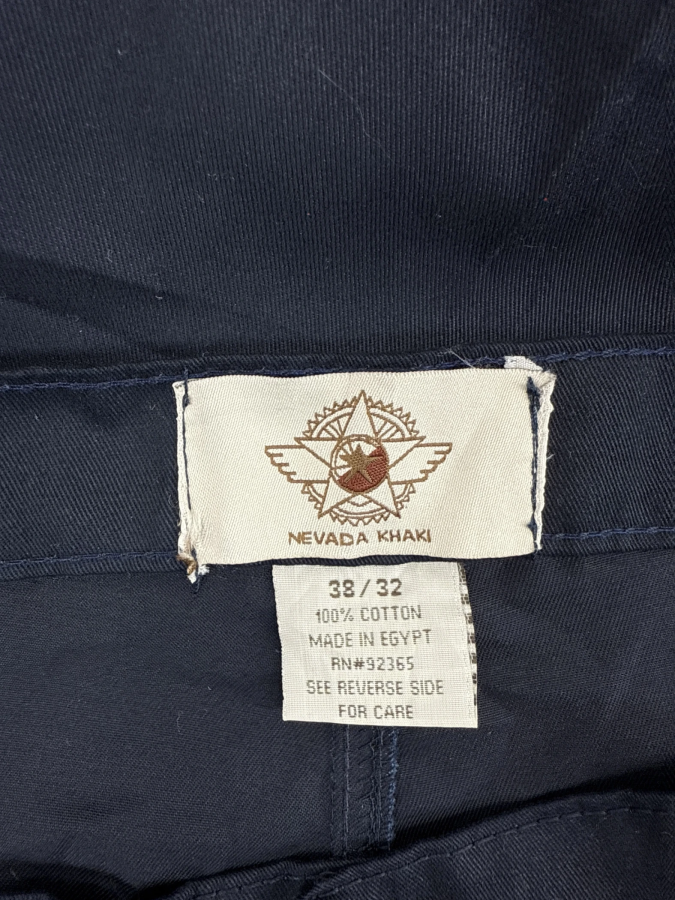 NEVADA KHAKI
38 / 32
100% COTTON
MADE IN EGYPT
RN#92365
SEE REVERSE SIDE
FOR CARE